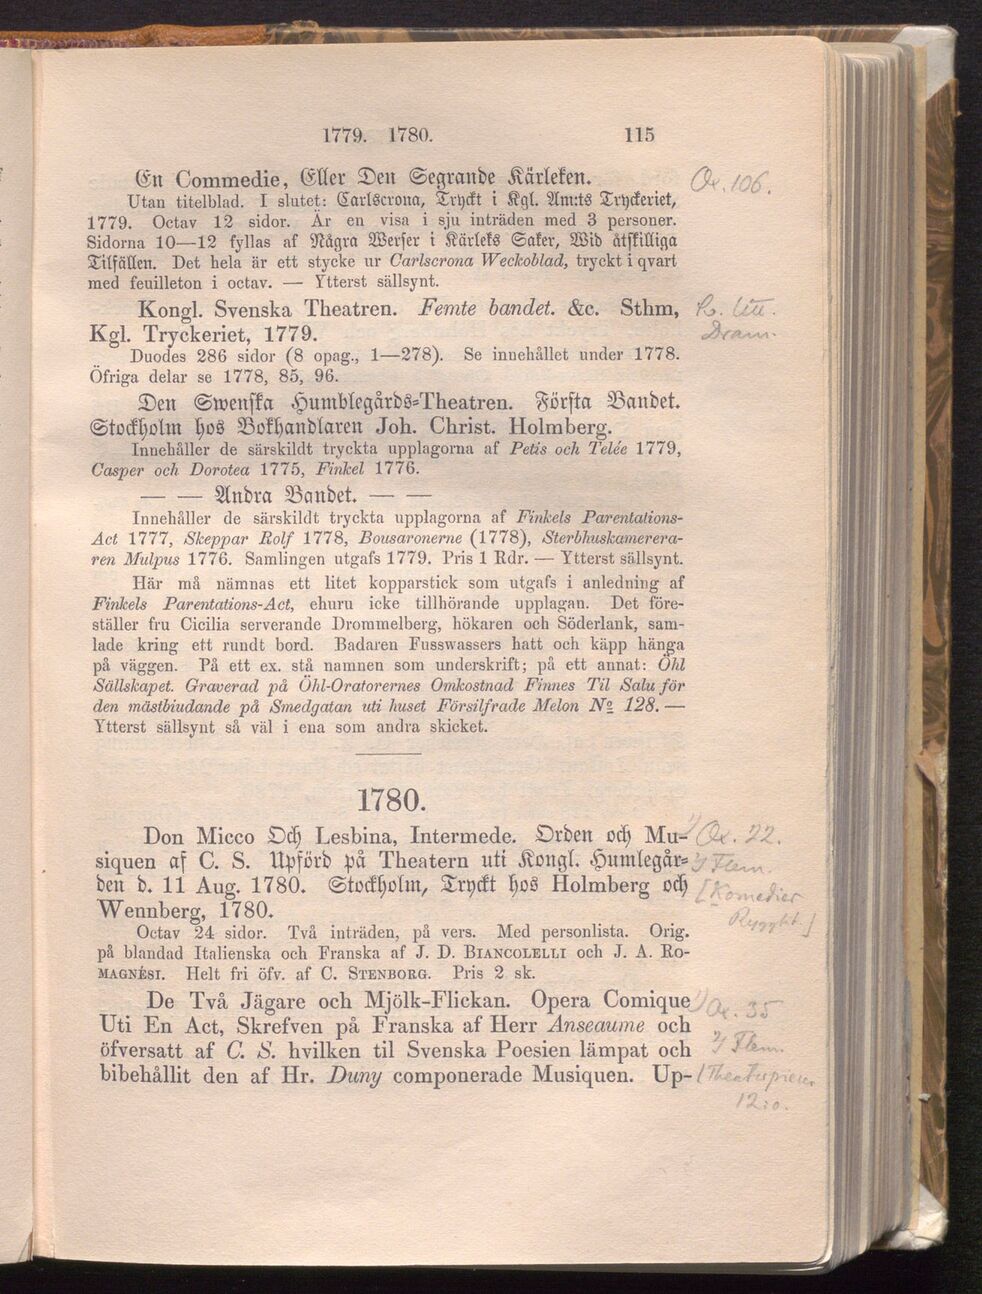 1779. 1780. 115
En Commedie, Eller Den Segrande Kärleken. Ox. 106.
Utan titelblad. I slutet: Carlscrona, Tryckt i Kgl. Am:ts Tryckeriet,
1779. Octav 12 sidor. Är en visa i sju inträden med 3 personer.
Sidorna 10—12 fyllas af Några Werser i Kärleks Saker, Wid åtskilliga
Tilfällen. Det hela är ett stycke ur Carlscrona Weckoblad, tryckt i qvart
med feuilleton i octav. — Ytterst sällsynt.
Kongl. Svenska Theatren. Femte bandet. &c. Sthm,
Kgl. Tryckeriet, 1779. Dram.
Duodes 286 sidor (8 opag., 1—278). Se innehållet under 1778.
Öfriga delar se 1778, 85, 96.
Den Swenska Humblegårds=Theatren. Första Bandet.
Stockholm hos Bokhandlaren Joh. Christ. Holmberg.
Innehåller de särskildt tryckta upplagorna af Petis och Telée 1779,
Casper och Dorotea 1775, Finkel 1776.
— — Andra Bandet. — —
Innehåller de särskildt tryckta upplagorna af Finkels Parentations-
Act 1777, Skeppar Rolf 1778, Bousaronerne (1778), Sterbhuskamerera-
ren Mulpus 1776. Samlingen utgafs 1779. Pris 1 Rdr. — Ytterst sällsynt.
Här må nämnas ett litet kopparstick som utgafs i anledning af
Finkels Parentations-Act, ehuru icke tillhörande upplagan. Det före-
ställer fru Cicilia serverande Drommelberg, hökaren och Söderlank, sam-
lade kring ett rundt bord. Badaren Fusswassers hatt och käpp hänga
på väggen. På ett ex. stå namnen som underskrift; på ett annat: Öhl
Sällskapet. Graverad på Öhl-Oratorernes Omkostnad Finnes Til Salu för
den mästbiudande på Smedgatan uti huset Försilfrade Melon No 128. —
Ytterst sällsynt så väl i ena som andra skicket.
1780.
Don Micco Och Lesbina, Intermede. Orden och Mu- Ox. 22.
siquen af C. S. Upförd på Theatern uti Kongl. Humlegår= Flem.
den d. 11 Aug. 1780. Stockholm, Tryckt hos Holmberg och [Komedier
Wennberg, 1780.
Octav 24 sidor. Två inträden, på vers. Med personlista. Orig.
på blandad Italienska och Franska af J. D. Biancolelli och J. A. Ro-
magnési. Helt fri öfv. af C. Stenborg. Pris 2 sk.
De Två Jägare och Mjölk-Flickan. Opera Comique Ox. 35
Uti En Act, Skrefven på Franska af Herr Anseaume och
öfversatt af C. S. hvilken til Svenska Poesien lämpat och Flem.
bibehållit den af Hr. Duny componerade Musiquen. Up-
12:o.